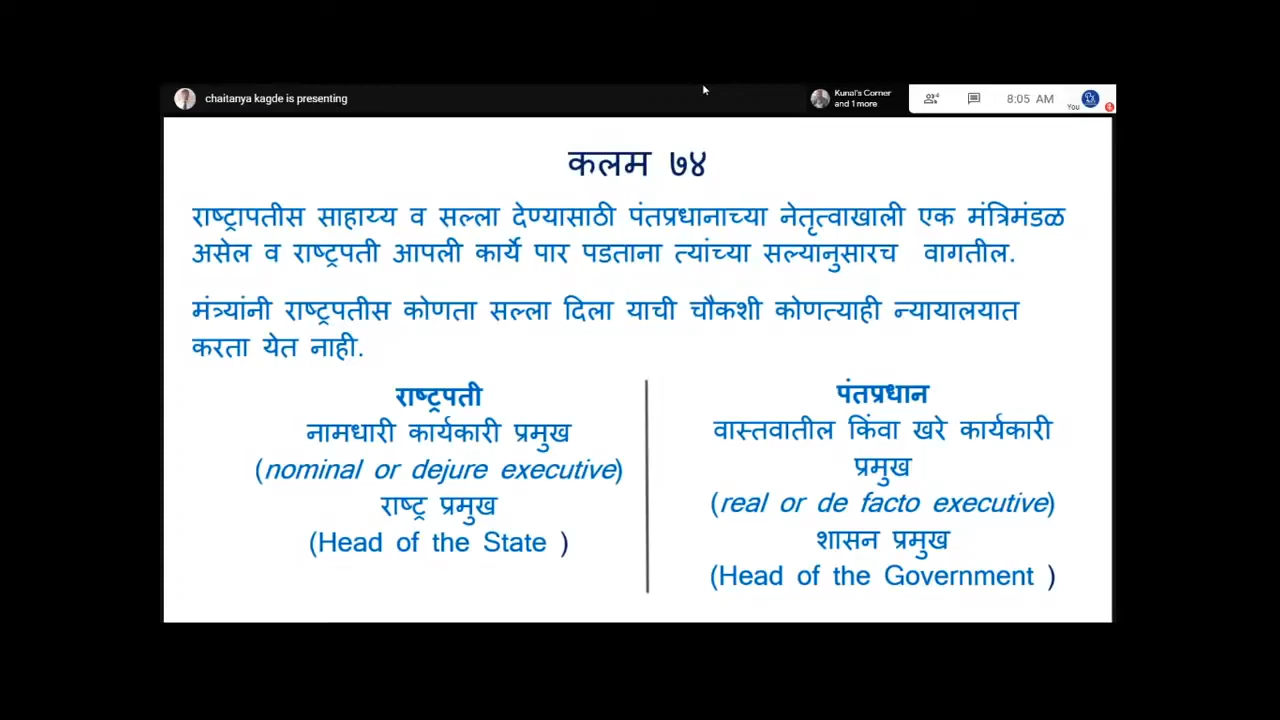 chaitanya kagde is presenting
Kunal's Corner
and 1 more
4
8:05 AM
You
कलम ७४
राष्ट्रापतीस साहाय्य व सल्ला देण्यासाठी पंतप्रधानाच्या नेतृत्वाखाली एक मंत्रिमंडळ
असेल व राष्ट्रपती आपली कार्ये पार पडताना त्यांच्या सल्यानुसारच वागतील.
मंत्र्यांनी राष्ट्रपतीस कोणता सल्ला दिला याची चौकशी कोणत्याही न्यायालयात
करता येत नाही.
राष्ट्रपती
नामधारी कार्यकारी प्रमुख
(nominal or dejure executive)
राष्ट्र प्रमुख
(Head of the State )
पंतप्रधान
वास्तवातील किंवा खरे कार्यकारी
प्रमुख
(real or de facto executive)
शासन प्रमुख
(Head of the Government )